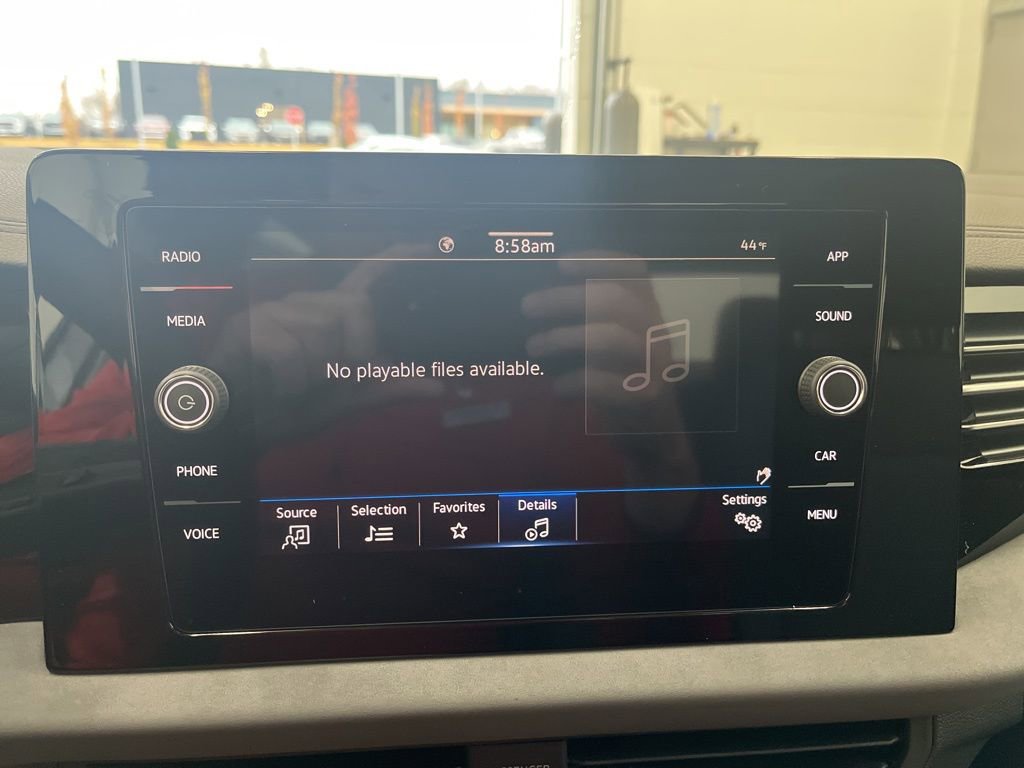 8:58am
44°F
RADIO
MEDIA
PHONE
VOICE
No playable files available.
Source
Selection
Favorites
Details
Settings
APP
SOUND
CAR
MENU